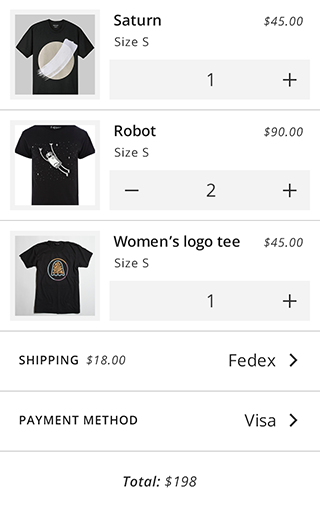 Saturn $45.00
Size S
1 +
Robot $90.00
Size S
− 2 +
Women’s logo tee $45.00
Size S
1 +
SHIPPING $18.00 Fedex >
PAYMENT METHOD Visa >
Total: $198